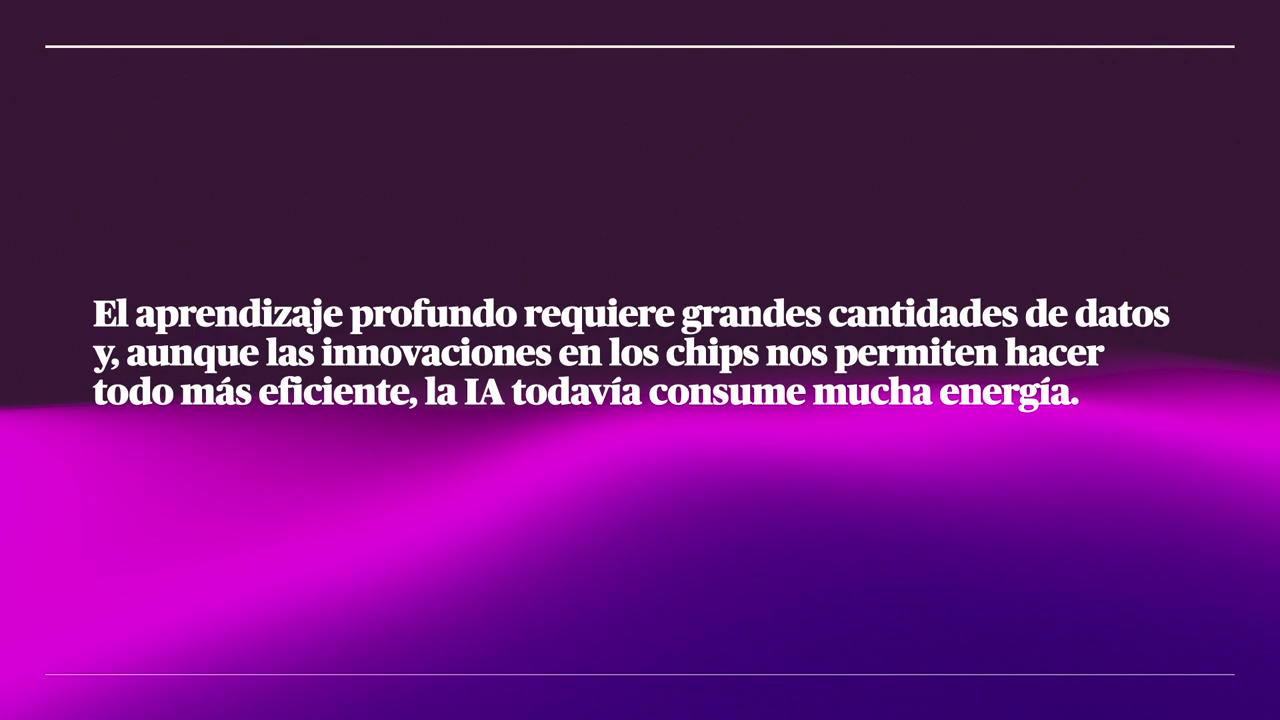 El aprendizaje profundo requiere grandes cantidades de datos
y, aunque las innovaciones en los chips nos permiten hacer
todo más eficiente, la IA todavía consume mucha energía.